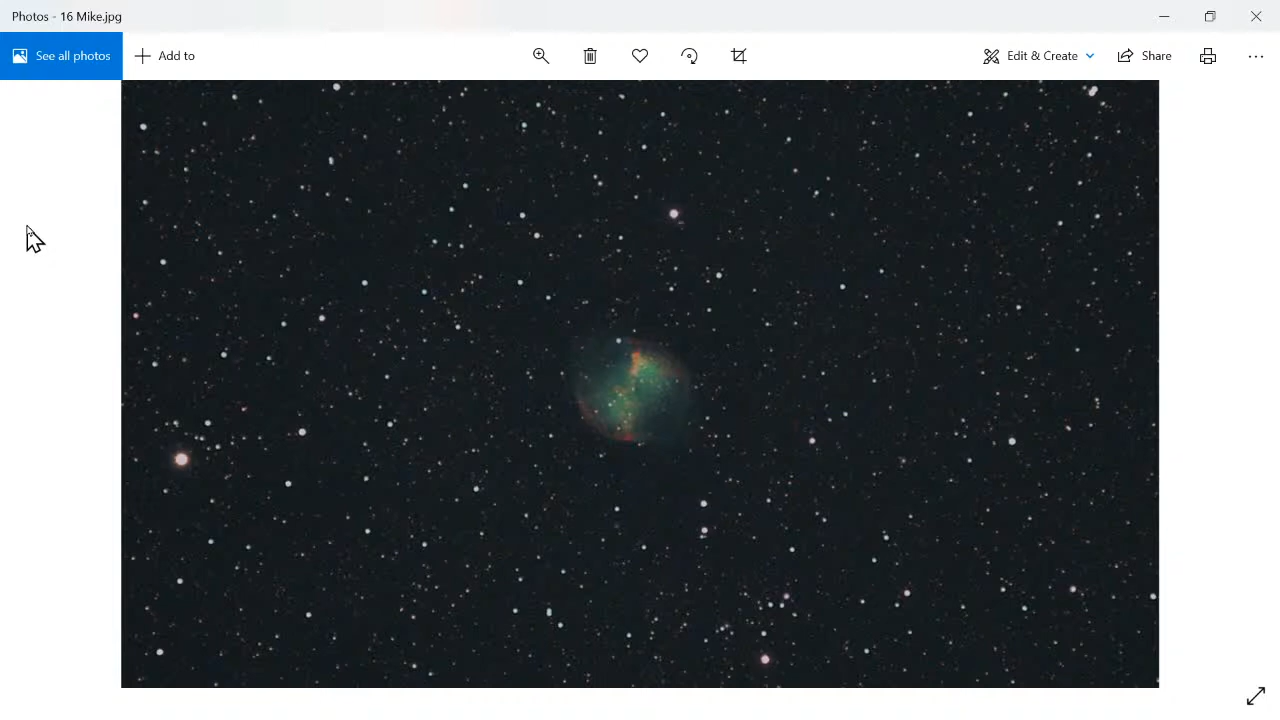 Photos - 16 Mike.jpg
See all photos
Add to
Edit & Create
Share